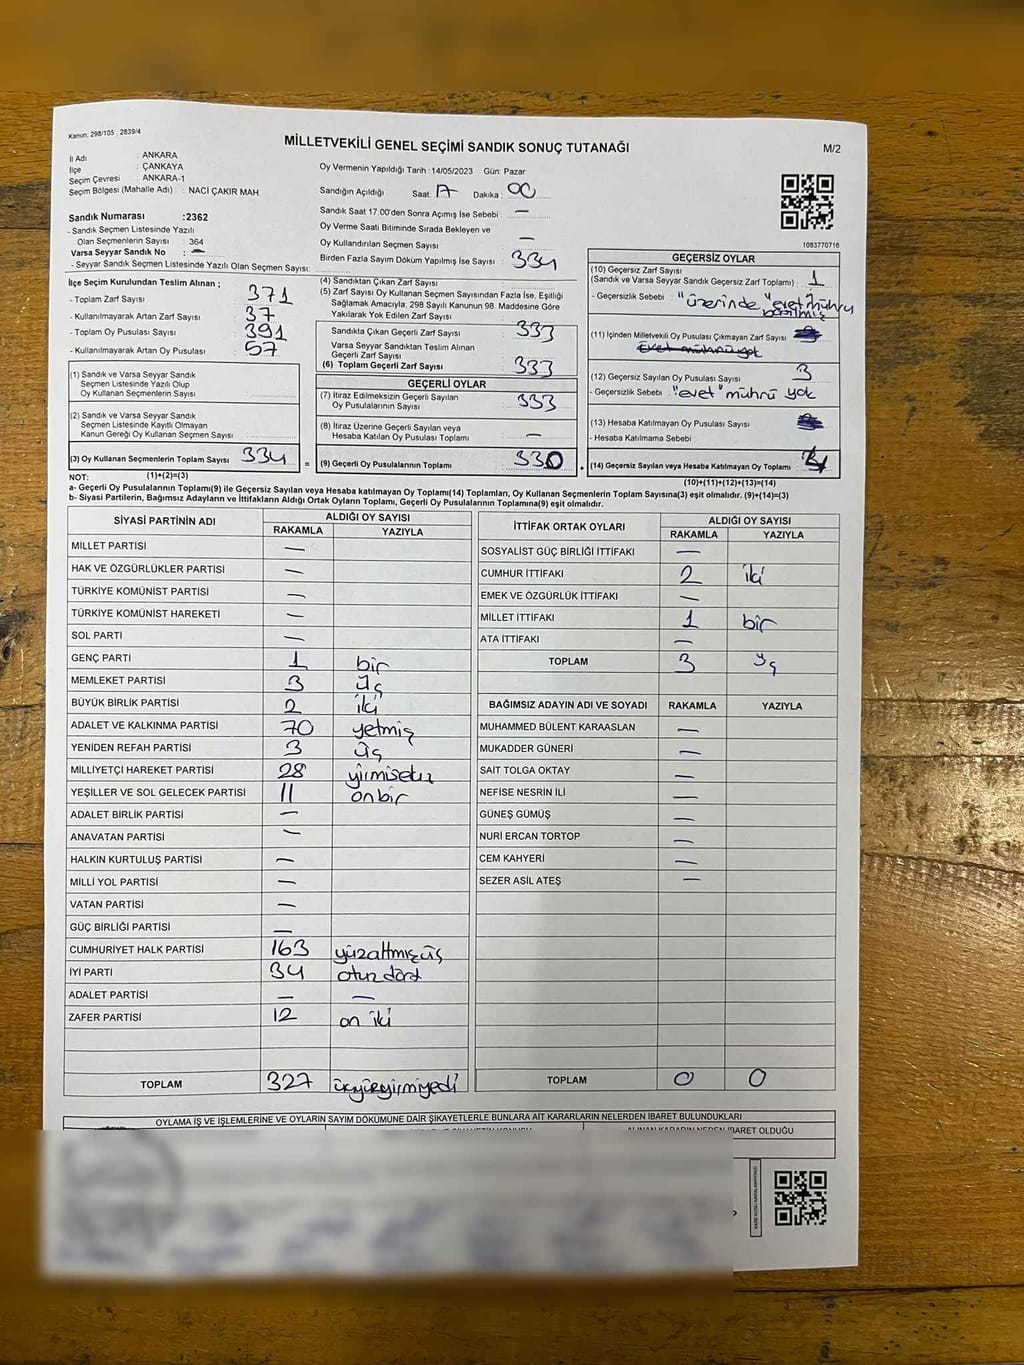 Kanun: 298/105 , 2839/4
MİLLETVEKİLİ GENEL SEÇİMİ SANDIK SONUÇ TUTANAĞI
M/2
İl Adı : ANKARA
İlçe : ÇANKAYA
Seçim Çevresi : ANKARA-1
Seçim Bölgesi (Mahalle Adı) : NACİ ÇAKIR MAH
Sandık Numarası :2362
- Sandık Seçmen Listesinde Yazılı
Olan Seçmenlerin Sayısı : 364
Varsa Seyyar Sandık No : —
- Seyyar Sandık Seçmen Listesinde Yazılı Olan Seçmen Sayısı:
Oy Vermenin Yapıldığı Tarih : 14/05/2023 Gün: Pazar
Sandığın Açıldığı Saat: 17 Dakika : 00
Sandık Saat 17:00'den Sonra Açımış İse Sebebi : —
Oy Verme Saati Bitiminde Sırada Bekleyen ve
Oy Kullandırılan Seçmen Sayısı —
Birden Fazla Sayım Döküm Yapılmış İse Sayısı : 334
1083770716
İlçe Seçim Kurulundan Teslim Alınan ;
- Toplam Zarf Sayısı : 371
- Kullanılmayarak Artan Zarf Sayısı : 37
- Toplam Oy Pusulası Sayısı : 391
- Kullanılmayarak Artan Oy Pusulası : 57
(1) Sandık ve Varsa Seyyar Sandık
Seçmen Listesinde Yazılı Olup
Oy Kullanan Seçmen Sayısı :
(2) Sandık ve Varsa Seyyar Sandık
Seçmen Listesinde Kayıtlı Olmayan
Kanun Gereği Oy Kullanan Seçmen Sayısı :
(3) Oy Kullanan Seçmenlerin Toplam Sayısı : 334
(1)+(2)=(3)
(4) Sandıktan Çıkan Zarf Sayısı :
(5) Zarf Sayısı Oy Kullanan Seçmen Sayısından Fazla İse, Eşitliği
Sağlamak Amacıyla; 298 Sayılı Kanunun 98. Maddesine Göre
Yakılarak Yok Edilen Zarf Sayısı :
Sandıkta Çıkan Geçerli Zarf Sayısı : 333
Varsa Seyyar Sandıktan Teslim Alınan
Geçerli Zarf Sayısı :
(6) Toplam Geçerli Zarf Sayısı : 333
GEÇERLİ OYLAR
(7) İtiraz Edilmeksizin Geçerli Sayılan
Oy Pusulalarının Sayısı : 333
(8) İtiraz Üzerine Geçerli Sayılan veya
Hesaba Katılan Oy Pusulası Toplamı : —
= (9) Geçerli Oy Pusulalarının Toplamı : 330
GEÇERSİZ OYLAR
(10) Geçersiz Zarf Sayısı
(Sandık ve Varsa Seyyar Sandık Geçersiz Zarf Toplamı) : 1
- Geçersizlik Sebebi : "üzerinde "evet" mührü
basılmış
(11) İçinden Milletvekili Oy Pusulası Çıkmayan Zarf Sayısı :
Evet mührü yok
(12) Geçersiz Sayılan Oy Pusulası Sayısı : 3
- Geçersizlik Sebebi : "evet" mührü yok
(13) Hesaba Katılmayan Oy Pusulası Sayısı :
- Hesaba Katılmama Sebebi :
+ (14) Geçersiz Sayılan veya Hesaba Katılmayan Oy Toplamı :
(10)+(11)+(12)+(13)=(14)
NOT:
a- Geçerli Oy Pusulalarının Toplamı(9) ile Geçersiz Sayılan veya Hesaba katılmayan Oy Toplamı(14) Toplamları, Oy Kullanan Seçmenlerin Toplam Sayısına(3) eşit olmalıdır. (9)+(14)=(3)
b- Siyasi Partilerin, Bağımsız Adayların ve İttifakların Aldığı Ortak Oyların Toplamı, Geçerli Oy Pusulalarının Toplamına(9) eşit olmalıdır.
SİYASİ PARTİNİN ADI ALDIĞI OY SAYISI
RAKAMLA YAZIYLA
MİLLET PARTİSİ —
HAK VE ÖZGÜRLÜKLER PARTİSİ —
TÜRKİYE KOMÜNİST PARTİSİ —
TÜRKİYE KOMÜNİST HAREKETİ —
SOL PARTİ —
GENÇ PARTİ 1 bir
MEMLEKET PARTİSİ 3 üç
BÜYÜK BİRLİK PARTİSİ 2 iki
ADALET VE KALKINMA PARTİSİ 70 yetmiş
YENİDEN REFAH PARTİSİ 3 üç
MİLLİYETÇİ HAREKET PARTİSİ 28 yirmisekiz
YEŞİLLER VE SOL GELECEK PARTİSİ 11 onbir
ADALET BİRLİK PARTİSİ —
ANAVATAN PARTİSİ —
HALKIN KURTULUŞ PARTİSİ —
MİLLİ YOL PARTİSİ —
VATAN PARTİSİ —
GÜÇ BİRLİĞİ PARTİSİ —
CUMHURİYET HALK PARTİSİ 163 yüzaltmışüç
İYİ PARTİ 34 otuz dört
ADALET PARTİSİ — —
ZAFER PARTİSİ 12 on iki
TOPLAM 327 üçyüzyirmiyedi
İTTİFAK ORTAK OYLARI ALDIĞI OY SAYISI
RAKAMLA YAZIYLA
SOSYALİST GÜÇ BİRLİĞİ İTTİFAKI —
CUMHUR İTTİFAKI 2 iki
EMEK VE ÖZGÜRLÜK İTTİFAKI —
MİLLET İTTİFAKI 1 bir
ATA İTTİFAKI —
TOPLAM 3 üç
BAĞIMSIZ ADAYIN ADI VE SOYADI RAKAMLA YAZIYLA
MUHAMMED BÜLENT KARAASLAN —
MUKADDER GÜNERİ —
SAİT TOLGA OKTAY —
NEFİSE NESRİN İLİ —
GÜNEŞ GÜMÜŞ —
NURİ ERCAN TORTOP —
CEM KAHYERİ —
SEZER ASİL ATEŞ —
TOPLAM 0 0
OYLAMA İŞ VE İŞLEMLERİNE VE OYLARIN SAYIM DÖKÜMÜNE DAİR ŞİKAYETLERLE BUNLARA AİT KARARLARIN NELERDEN İBARET BULUNDUKLARI
ALINAN KARARIN NEDEN İBARET OLDUĞU